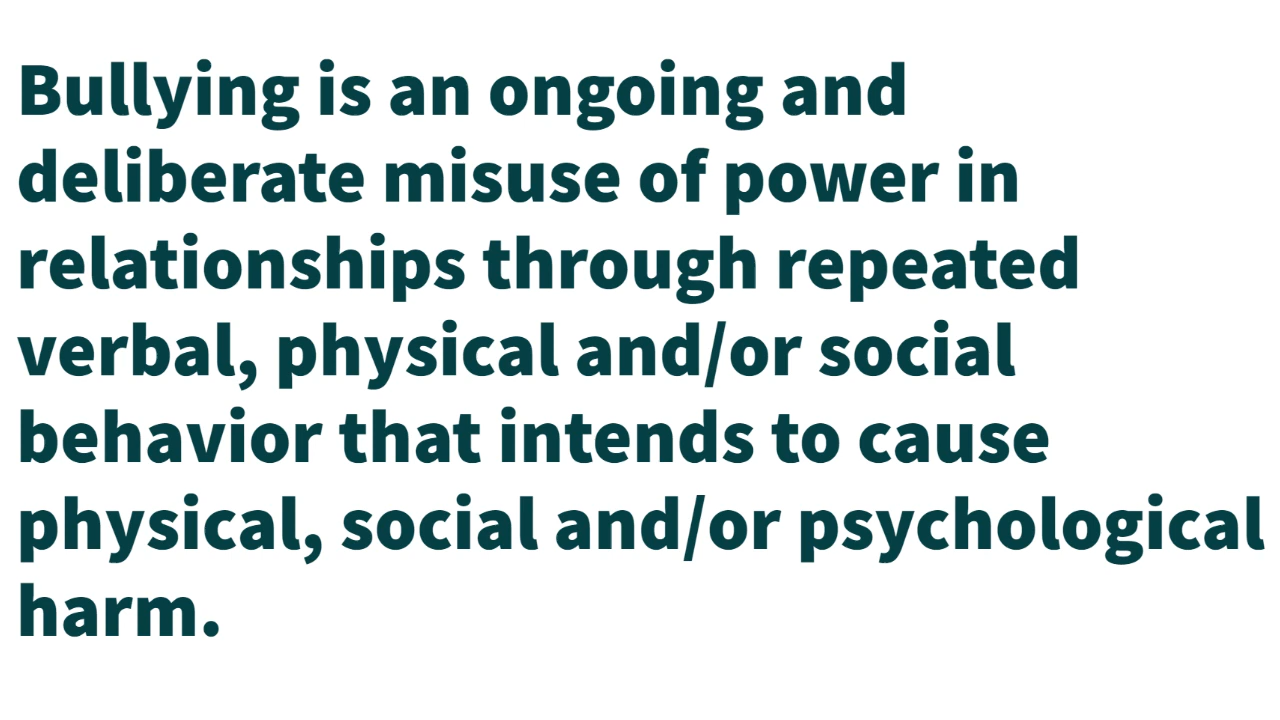 Bullying is an ongoing and
deliberate misuse of power in
relationships through repeated
verbal, physical and/or social
behavior that intends to cause
physical, social and/or psychological
harm.